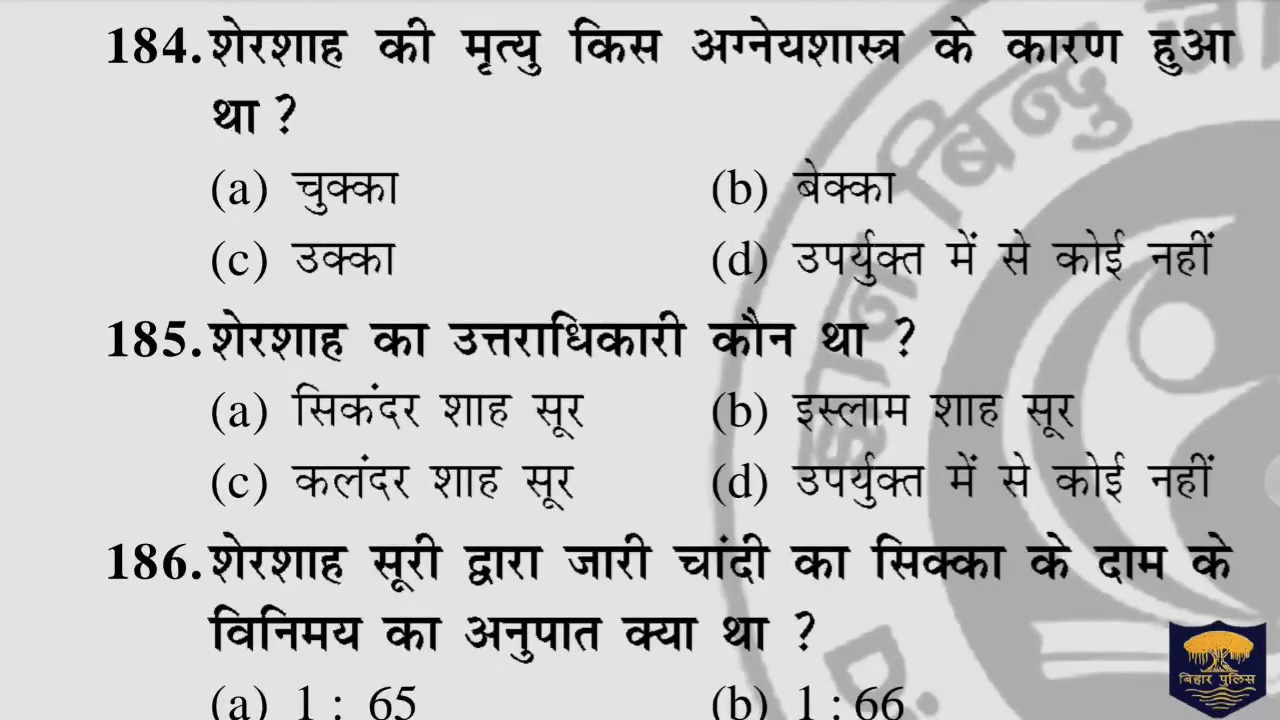 184. शेरशाह की मृत्यु किस अग्नेयशास्त्र के कारण हुआ
था ?
(a) चुक्का (b) बेक्का
(c) उक्का (d) उपर्युक्त में से कोई नहीं
185. शेरशाह का उत्तराधिकारी कौन था ?
(a) सिकंदर शाह सूर (b) इस्लाम शाह सूर
(c) कलंदर शाह सूर (d) उपर्युक्त में से कोई नहीं
186. शेरशाह सूरी द्वारा जारी चांदी का सिक्का के दाम के
विनिमय का अनुपात क्या था ?
(a) 1 : 65 (b) 1 : 66
ज्ञान बिन्दु
P.
बिहार पुलिस